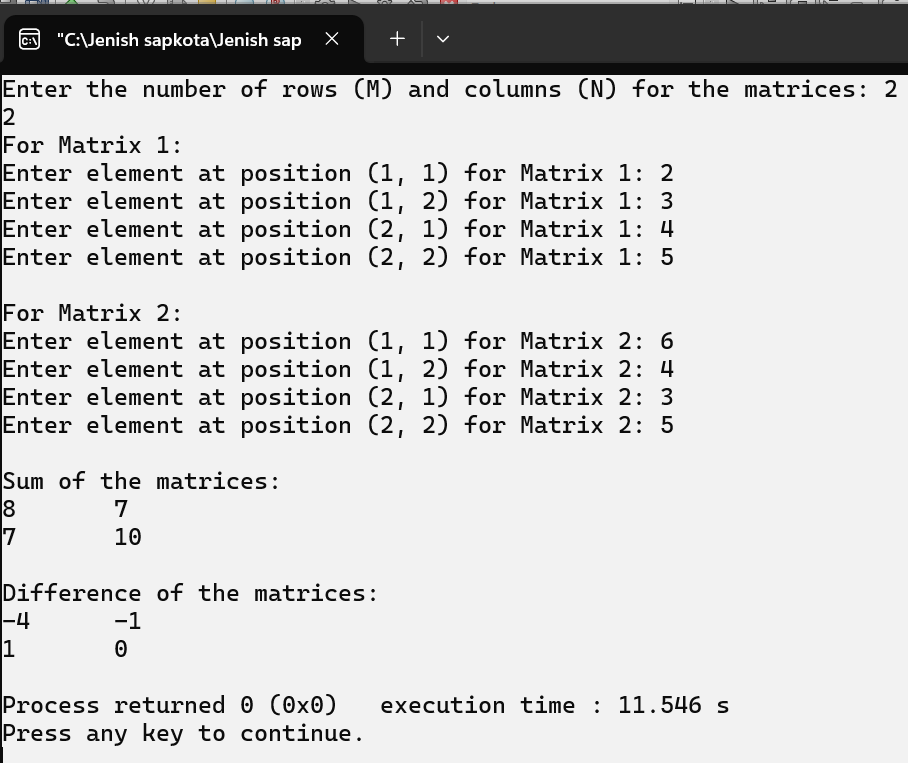 "C:\Jenish sapkota\Jenish sap
Enter the number of rows (M) and columns (N) for the matrices: 2
2
For Matrix 1:
Enter element at position (1, 1) for Matrix 1: 2
Enter element at position (1, 2) for Matrix 1: 3
Enter element at position (2, 1) for Matrix 1: 4
Enter element at position (2, 2) for Matrix 1: 5

For Matrix 2:
Enter element at position (1, 1) for Matrix 2: 6
Enter element at position (1, 2) for Matrix 2: 4
Enter element at position (2, 1) for Matrix 2: 3
Enter element at position (2, 2) for Matrix 2: 5

Sum of the matrices:
8       7
7       10

Difference of the matrices:
-4      -1
1       0

Process returned 0 (0x0)   execution time : 11.546 s
Press any key to continue.